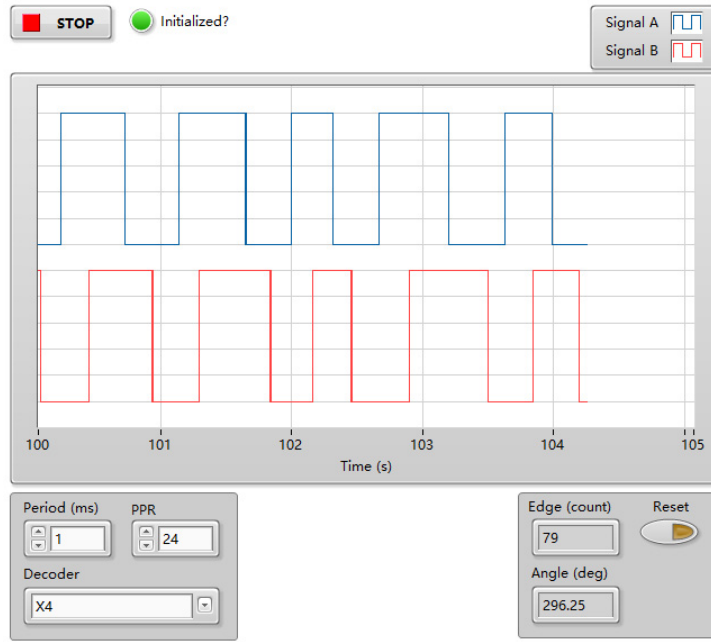 STOP
Initialized?
Signal A
Signal B
100
101
102
103
104
105
Time (s)
Period (ms)
PPR
1
24
Decoder
X4
Edge (count)
Reset
79
Angle (deg)
296.25